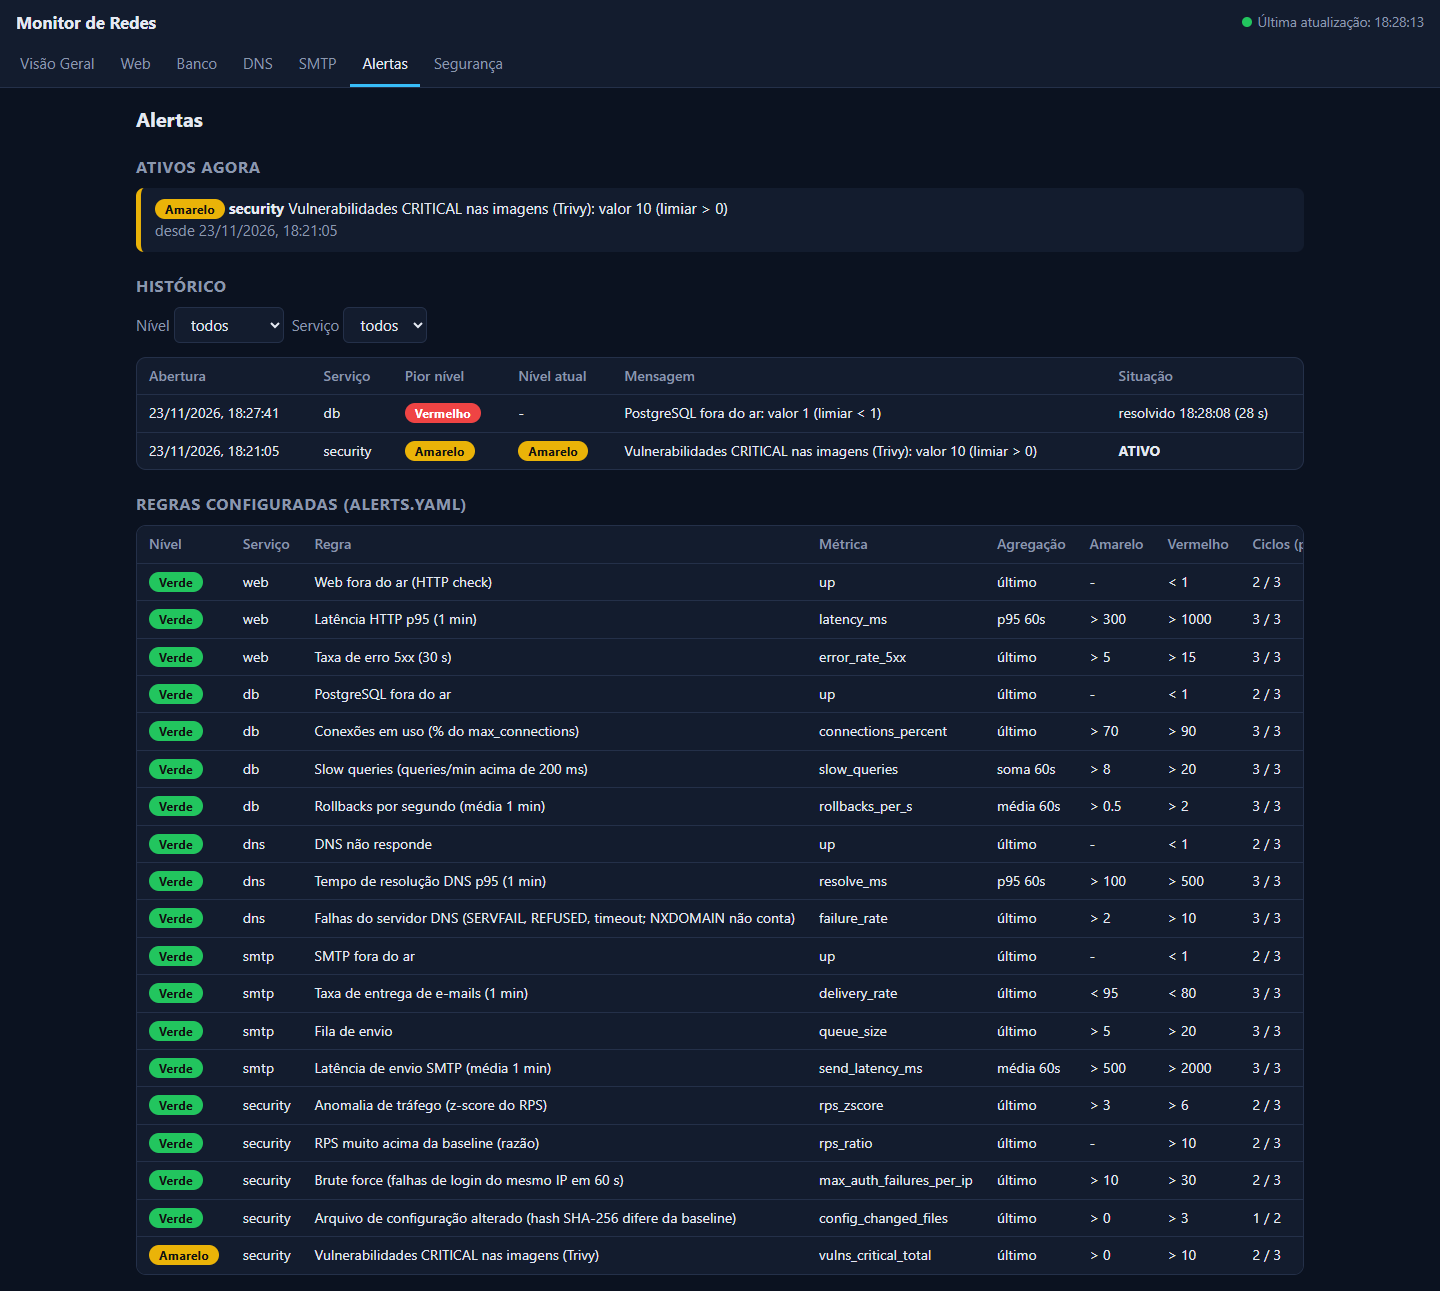 Monitor de Redes
Última atualização: 18:28:13
Visão Geral Web Banco DNS SMTP Alertas Segurança
Alertas
ATIVOS AGORA
Amarelo security Vulnerabilidades CRITICAL nas imagens (Trivy): valor 10 (limiar > 0)
desde 23/11/2026, 18:21:05
HISTÓRICO
Nível todos Serviço todos
Abertura Serviço Pior nível Nível atual Mensagem Situação
23/11/2026, 18:27:41 db Vermelho - PostgreSQL fora do ar: valor 1 (limiar < 1) resolvido 18:28:08 (28 s)
23/11/2026, 18:21:05 security Amarelo Amarelo Vulnerabilidades CRITICAL nas imagens (Trivy): valor 10 (limiar > 0) ATIVO
REGRAS CONFIGURADAS (ALERTS.YAML)
Nível Serviço Regra Métrica Agregação Amarelo Vermelho Ciclos (p
Verde web Web fora do ar (HTTP check) up último - < 1 2 / 3
Verde web Latência HTTP p95 (1 min) latency_ms p95 60s > 300 > 1000 3 / 3
Verde web Taxa de erro 5xx (30 s) error_rate_5xx último > 5 > 15 3 / 3
Verde db PostgreSQL fora do ar up último - < 1 2 / 3
Verde db Conexões em uso (% do max_connections) connections_percent último > 70 > 90 3 / 3
Verde db Slow queries (queries/min acima de 200 ms) slow_queries soma 60s > 8 > 20 3 / 3
Verde db Rollbacks por segundo (média 1 min) rollbacks_per_s média 60s > 0.5 > 2 3 / 3
Verde dns DNS não responde up último - < 1 2 / 3
Verde dns Tempo de resolução DNS p95 (1 min) resolve_ms p95 60s > 100 > 500 3 / 3
Verde dns Falhas do servidor DNS (SERVFAIL, REFUSED, timeout; NXDOMAIN não conta) failure_rate último > 2 > 10 3 / 3
Verde smtp SMTP fora do ar up último - < 1 2 / 3
Verde smtp Taxa de entrega de e-mails (1 min) delivery_rate último < 95 < 80 3 / 3
Verde smtp Fila de envio queue_size último > 5 > 20 3 / 3
Verde smtp Latência de envio SMTP (média 1 min) send_latency_ms média 60s > 500 > 2000 3 / 3
Verde security Anomalia de tráfego (z-score do RPS) rps_zscore último > 3 > 6 2 / 3
Verde security RPS muito acima da baseline (razão) rps_ratio último - > 10 2 / 3
Verde security Brute force (falhas de login do mesmo IP em 60 s) max_auth_failures_per_ip último > 10 > 30 2 / 3
Verde security Arquivo de configuração alterado (hash SHA-256 difere da baseline) config_changed_files último > 0 > 3 1 / 2
Amarelo security Vulnerabilidades CRITICAL nas imagens (Trivy) vulns_critical_total último > 0 > 10 2 / 3